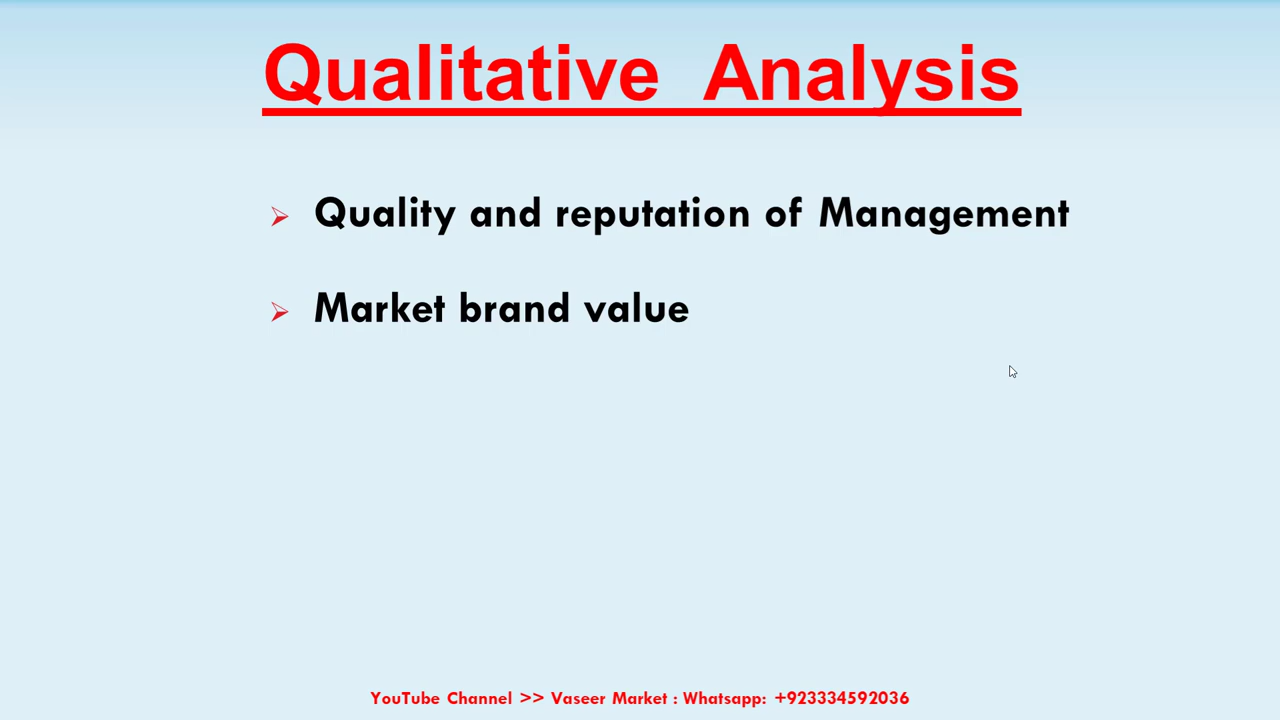 Qualitative Analysis
Quality and reputation of Management
Market brand value
YouTube Channel >> Vaseer Market : Whatsapp: +923334592036